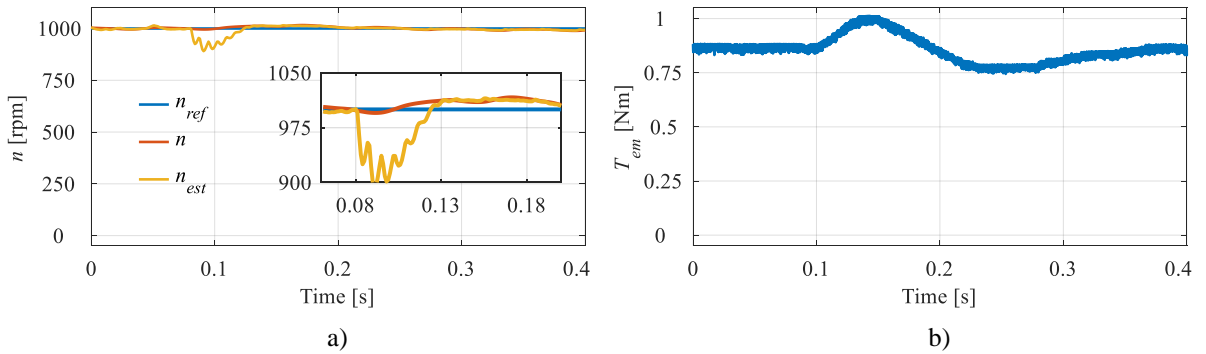 1000
750
500
250
0
n [rpm]
n_ref
n
n_est
1050
975
900
0.08 0.13 0.18
0 0.1 0.2 0.3 0.4
Time [s]
a)
1
0.75
0.5
0.25
0
T_em [Nm]
0 0.1 0.2 0.3 0.4
Time [s]
b)